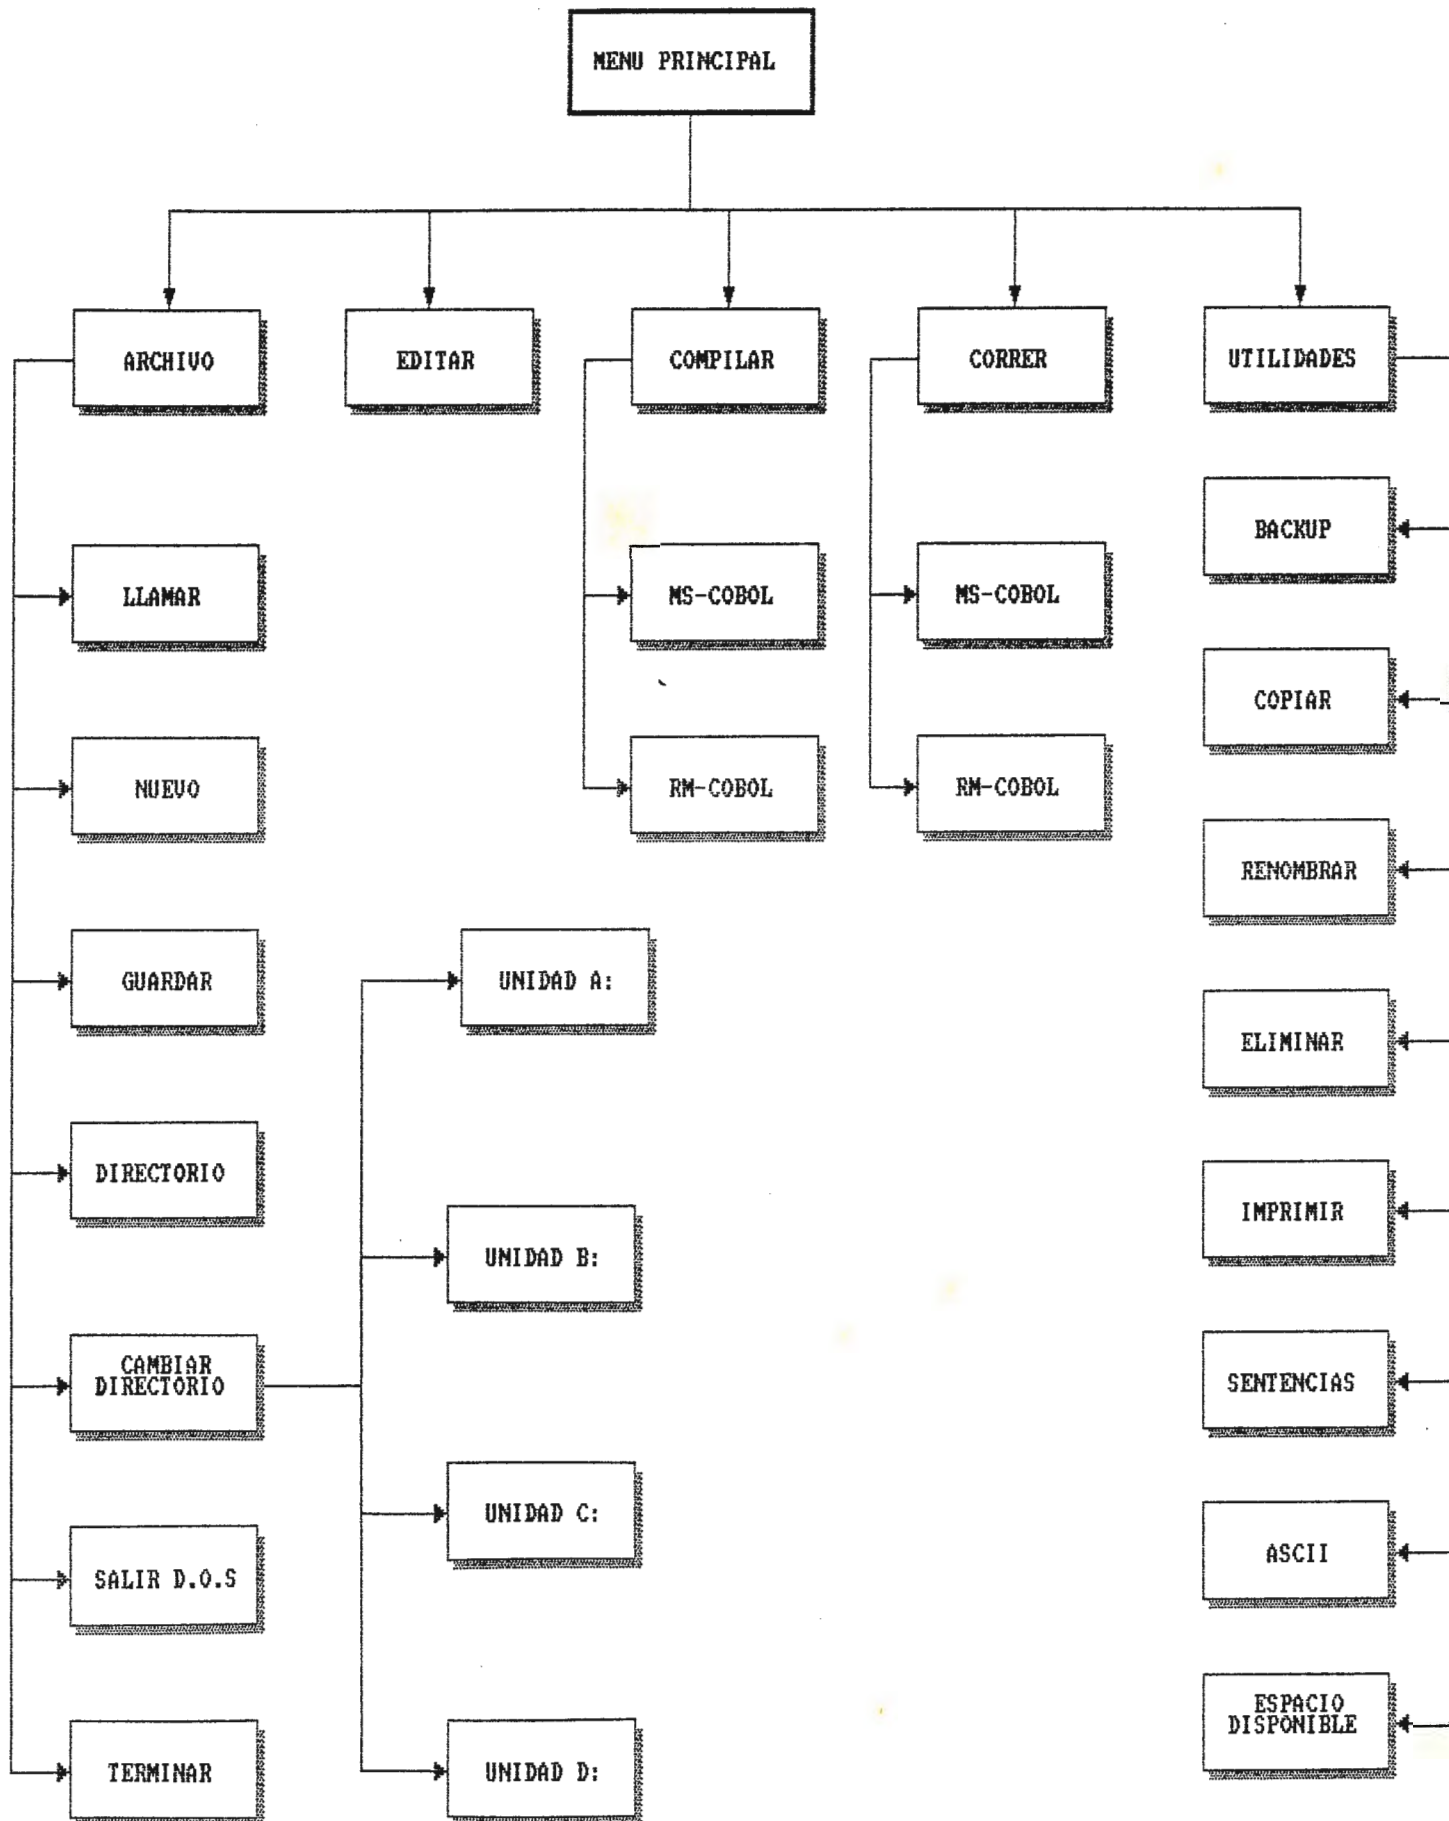 MENU PRINCIPAL
ARCHIVO
EDITAR
COMPILAR
CORRER
UTILIDADES
BACKUP
LLAMAR
MS-COBOL
MS-COBOL
COPIAR
NUEVO
RM-COBOL
RM-COBOL
RENOMBRAR
GUARDAR
UNIDAD A:
ELIMINAR
DIRECTORIO
UNIDAD B:
IMPRIMIR
CAMBIAR
DIRECTORIO
SENTENCIAS
UNIDAD C:
SALIR D.O.S
ASCII
TERMINAR
UNIDAD D:
ESPACIO
DISPONIBLE